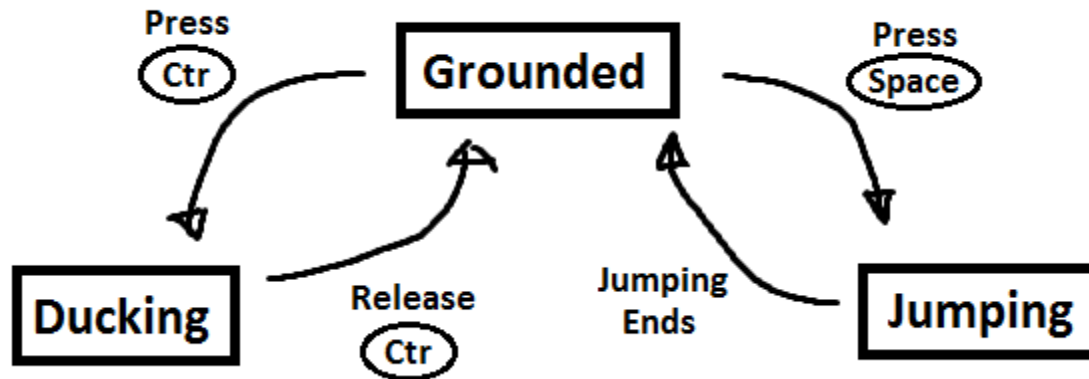 Press
Ctr
Grounded
Press
Space
Ducking
Release
Ctr
Jumping
Ends
Jumping